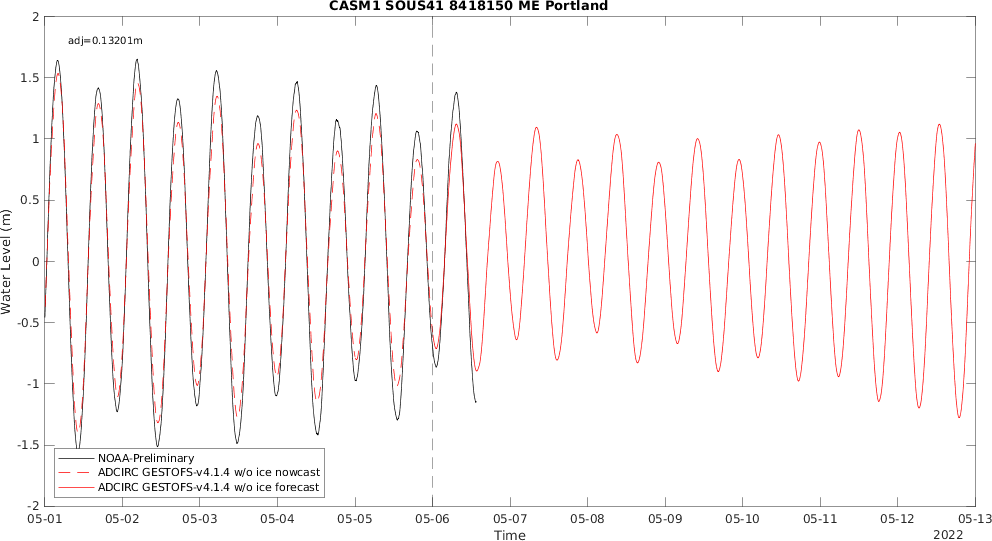 CASM1 SOUS41 8418150 ME Portland
adj=0.13201m
2
1.5
1
0.5
0
-0.5
-1
-1.5
-2
Water Level (m)
NOAA-Preliminary
ADCIRC GESTOFS-v4.1.4 w/o ice nowcast
ADCIRC GESTOFS-v4.1.4 w/o ice forecast
05-01 05-02 05-03 05-04 05-05 05-06 05-07 05-08 05-09 05-10 05-11 05-12 05-13
Time
2022